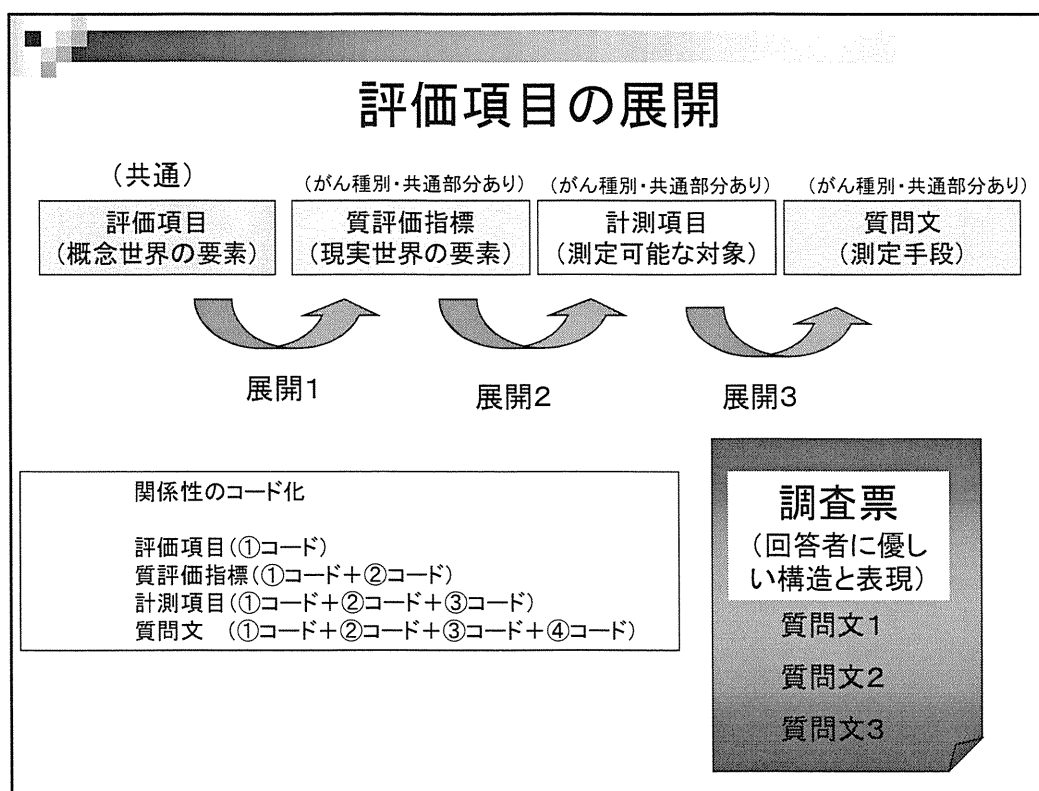 評価項目の展開
（共通）
評価項目
（概念世界の要素）
（がん種別・共通部分あり）
質評価指標
（現実世界の要素）
（がん種別・共通部分あり）
計測項目
（測定可能な対象）
（がん種別・共通部分あり）
質問文
（測定手段）
展開１
展開２
展開３
関係性のコード化
評価項目（①コード）
質評価指標（①コード＋②コード）
計測項目（①コード＋②コード＋③コード）
質問文　（①コード＋②コード＋③コード＋④コード）
調査票
（回答者に優し
い構造と表現）
質問文１
質問文２
質問文３